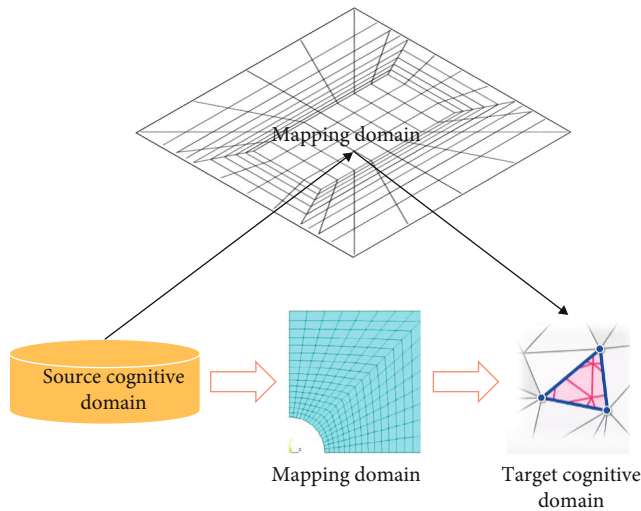 Mapping domain
Source cognitive
domain
Mapping domain
Target cognitive
domain